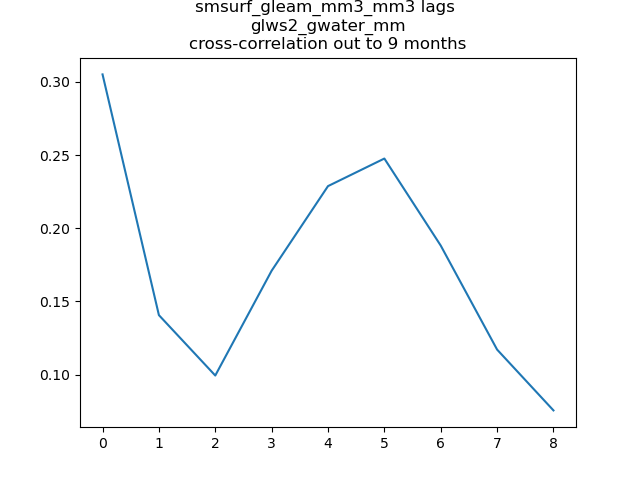 smsurf_gleam_mm3_mm3 lags
glws2_gwater_mm
cross-correlation out to 9 months
0.30
0.25
0.20
0.15
0.10
0 1 2 3 4 5 6 7 8